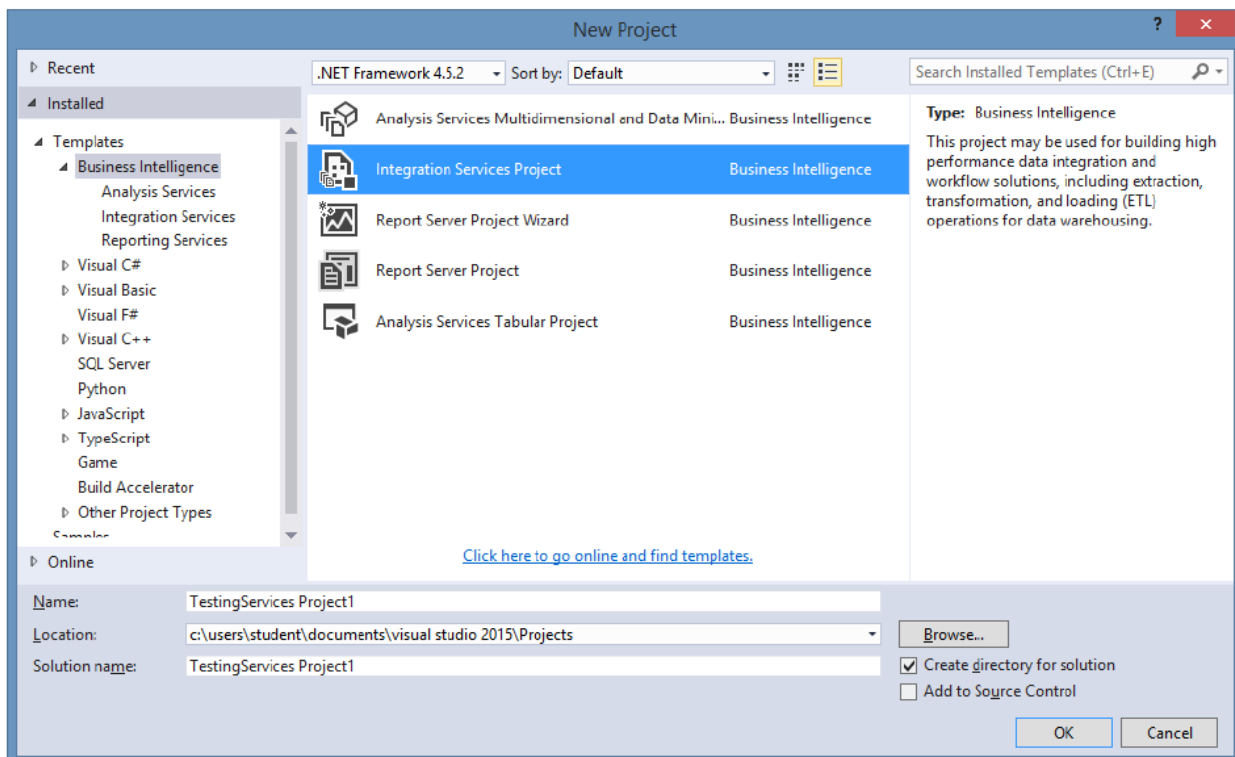 New Project
?
Recent
.NET Framework 4.5.2
Sort by: Default
Search Installed Templates (Ctrl+E)
Installed
Templates
Business Intelligence
Analysis Services
Integration Services
Reporting Services
Visual C#
Visual Basic
Visual F#
Visual C++
SQL Server
Python
JavaScript
TypeScript
Game
Build Accelerator
Other Project Types
Samples
Online
Analysis Services Multidimensional and Data Mini... Business Intelligence
Integration Services Project Business Intelligence
Report Server Project Wizard Business Intelligence
Report Server Project Business Intelligence
Analysis Services Tabular Project Business Intelligence
Click here to go online and find templates.
Type: Business Intelligence
This project may be used for building high
performance data integration and
workflow solutions, including extraction,
transformation, and loading (ETL)
operations for data warehousing.
Name: TestingServices Project1
Location: c:\users\student\documents\visual studio 2015\Projects
Browse...
Solution name: TestingServices Project1
Create directory for solution
Add to Source Control
OK Cancel